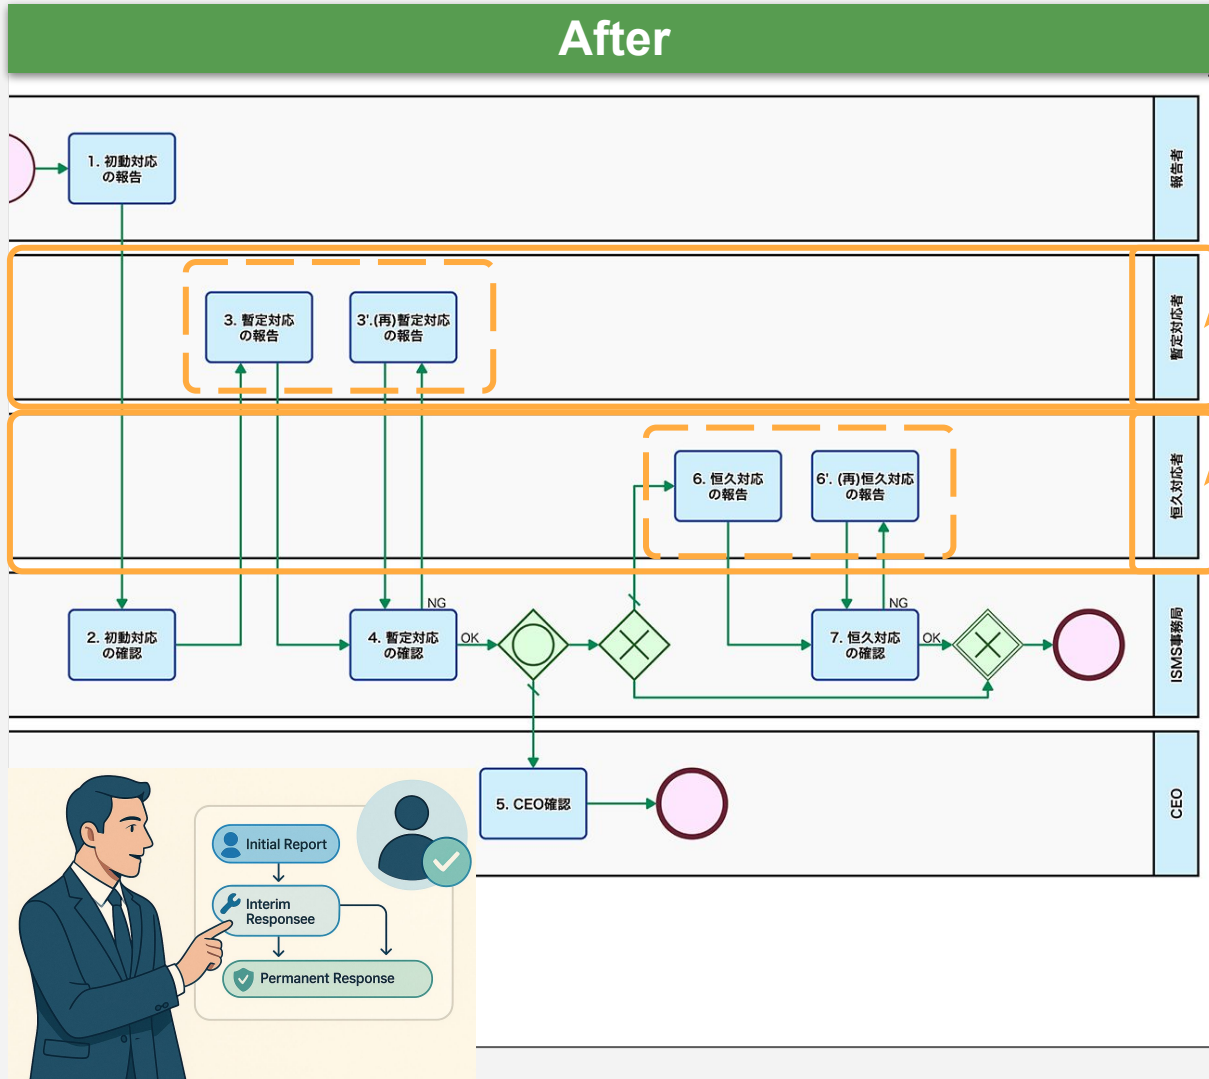 After
報告者
1. 初動対応
の報告
暫定対応者
3. 暫定対応
の報告
3'.(再)暫定対応
の報告
恒久対応者
6. 恒久対応
の報告
6'. (再)恒久対応
の報告
ISMS事務局
2. 初動対応
の確認
4. 暫定対応
の確認
NG
OK
7. 恒久対応
の確認
NG
OK
CEO
5. CEO確認
Initial Report
Interim
Responsee
Permanent Response